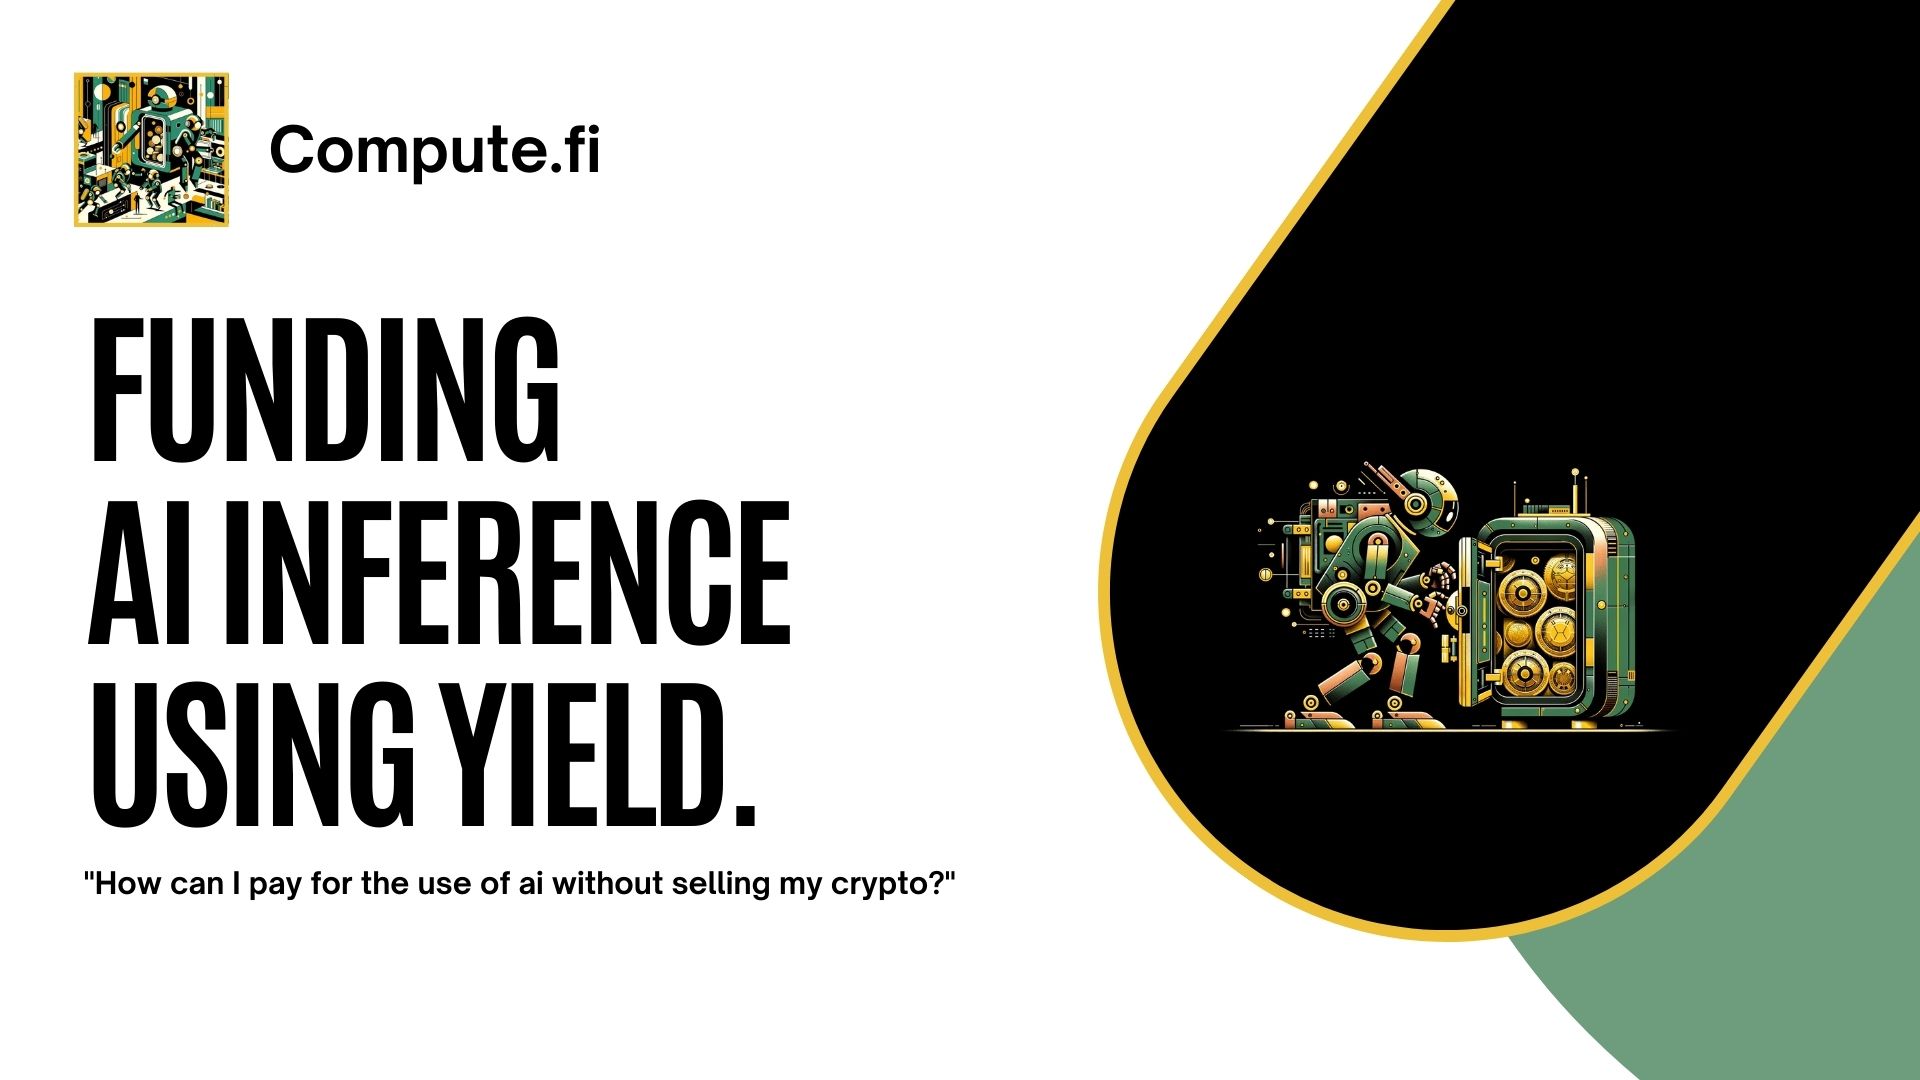 Compute.fi
FUNDING
AI INFERENCE
USING YIELD.
"How can I pay for the use of ai without selling my crypto?"